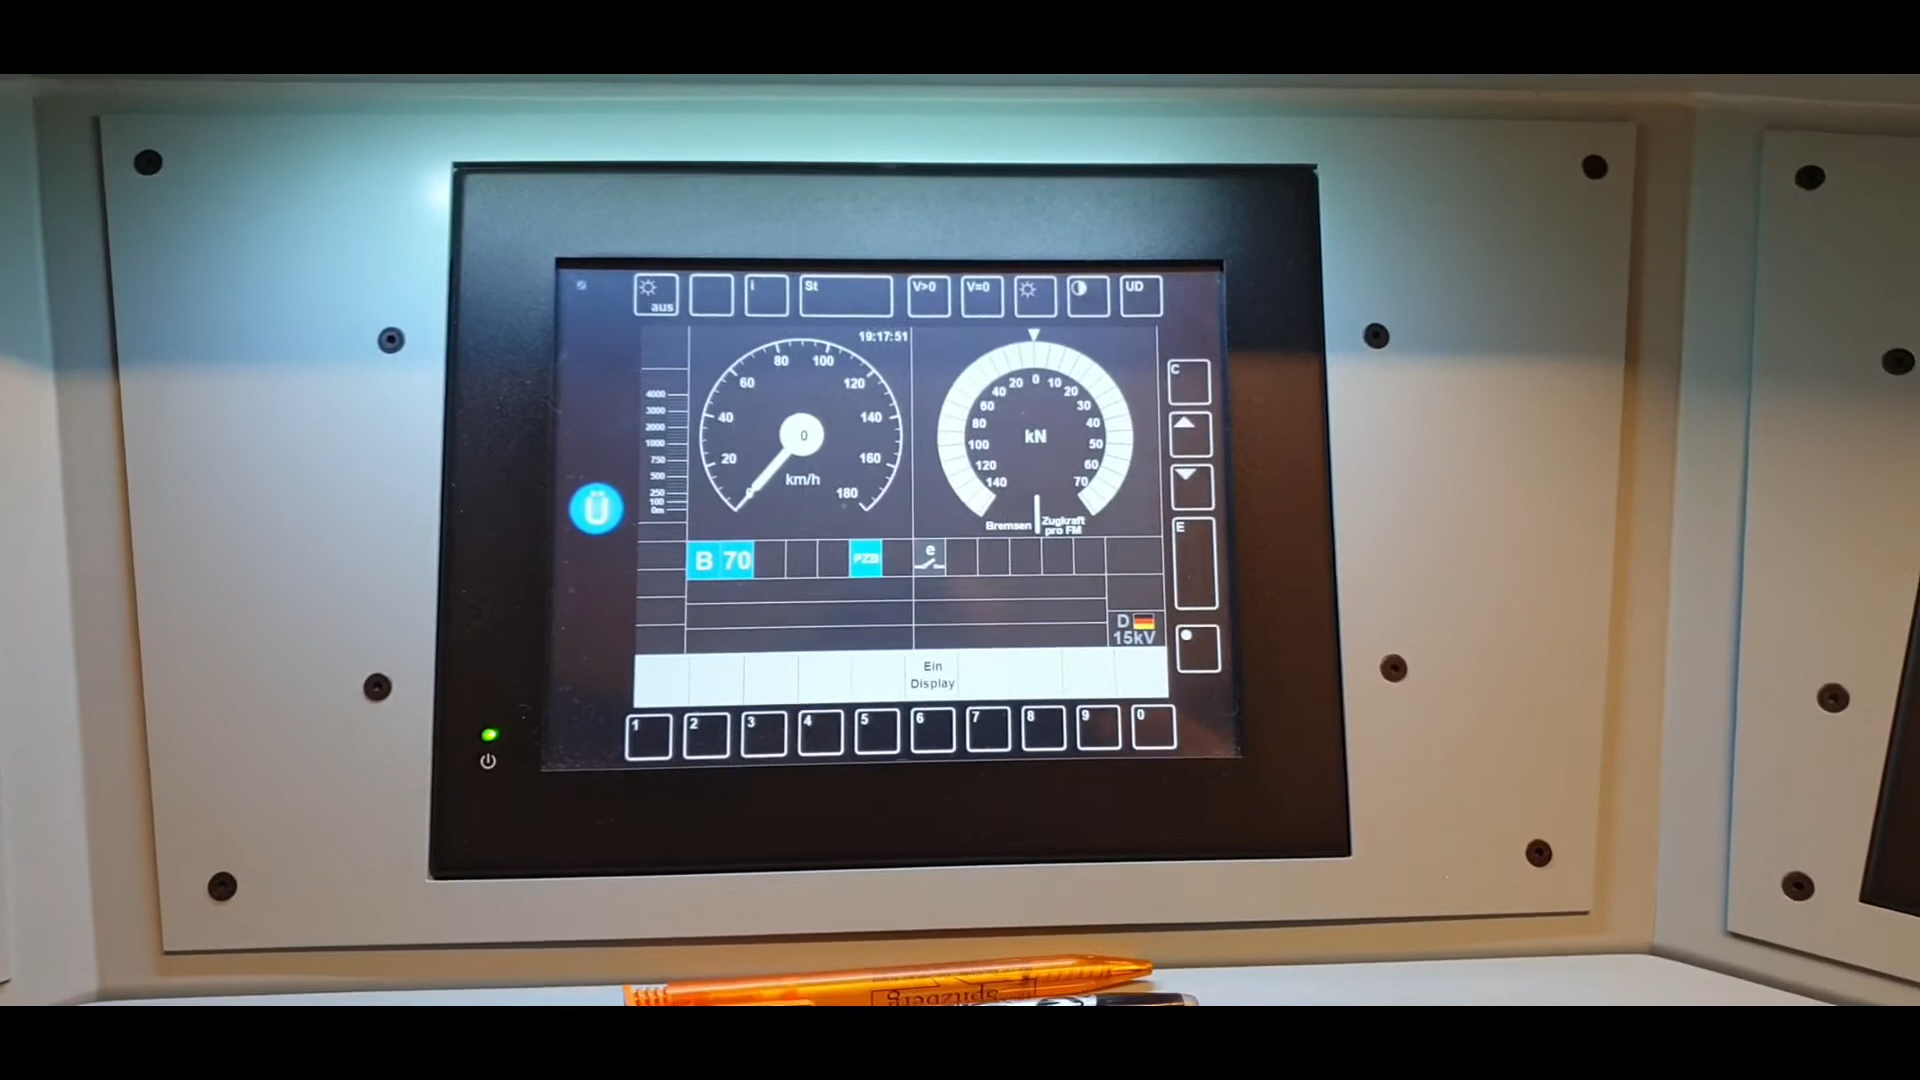 aus
i
St
V>0
V=0
UD
19:17:51
4000
3000
2000
1000
750
500
250
100
0m
0
20
40
60
80
100
120
140
160
180
0
km/h
140
120
100
80
60
40
20
0
10
20
30
40
50
60
70
kN
Bremsen
Zugkraft
pro FM
C
E
Ü
B 70
PZB
e
D
15kV
Ein
Display
1 2 3 4 5 6 7 8 9 0
spitzberg